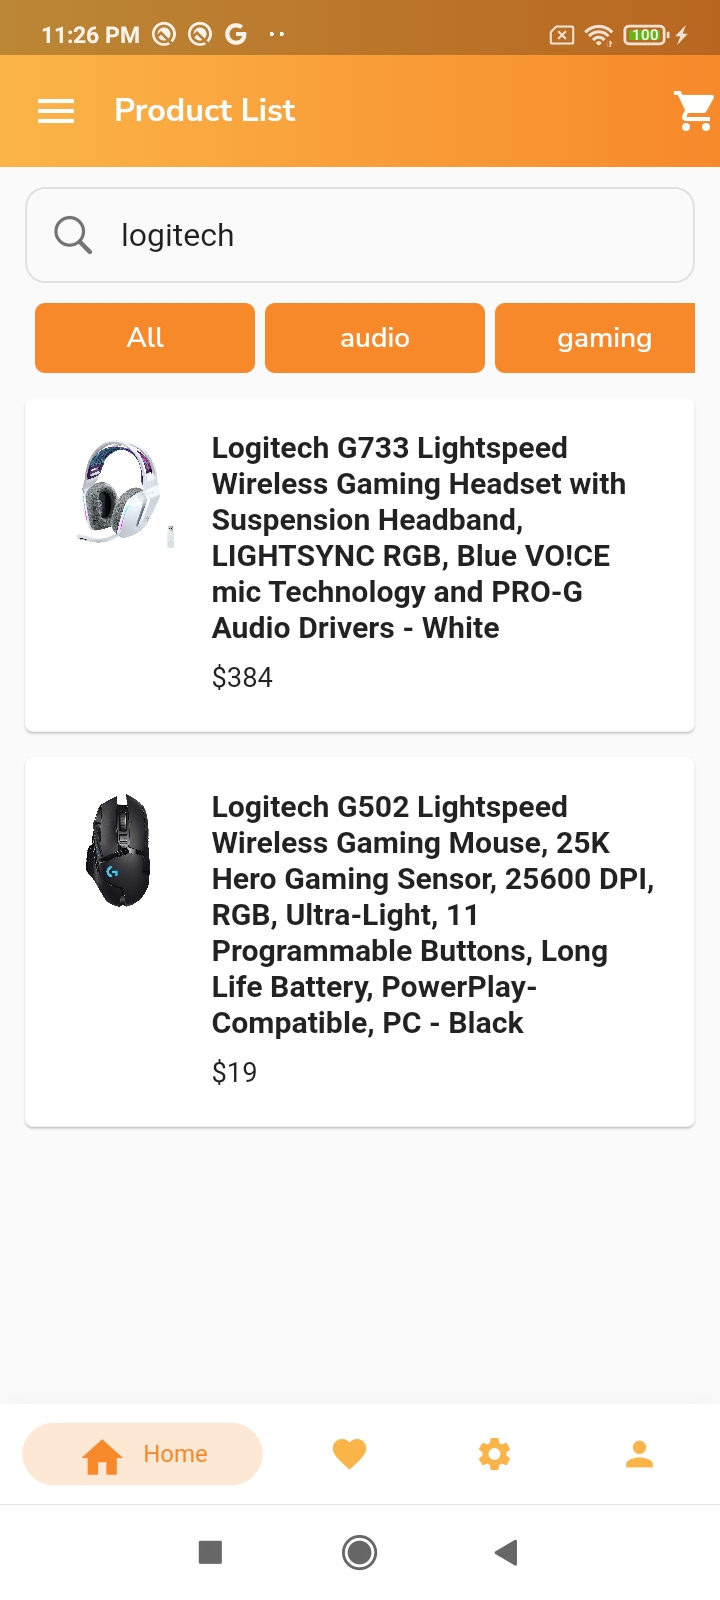 11:26 PM
100
Product List
logitech
All audio gaming
Logitech G733 Lightspeed
Wireless Gaming Headset with
Suspension Headband,
LIGHTSYNC RGB, Blue VO!CE
mic Technology and PRO-G
Audio Drivers - White
$384
Logitech G502 Lightspeed
Wireless Gaming Mouse, 25K
Hero Gaming Sensor, 25600 DPI,
RGB, Ultra-Light, 11
Programmable Buttons, Long
Life Battery, PowerPlay-
Compatible, PC - Black
$19
Home